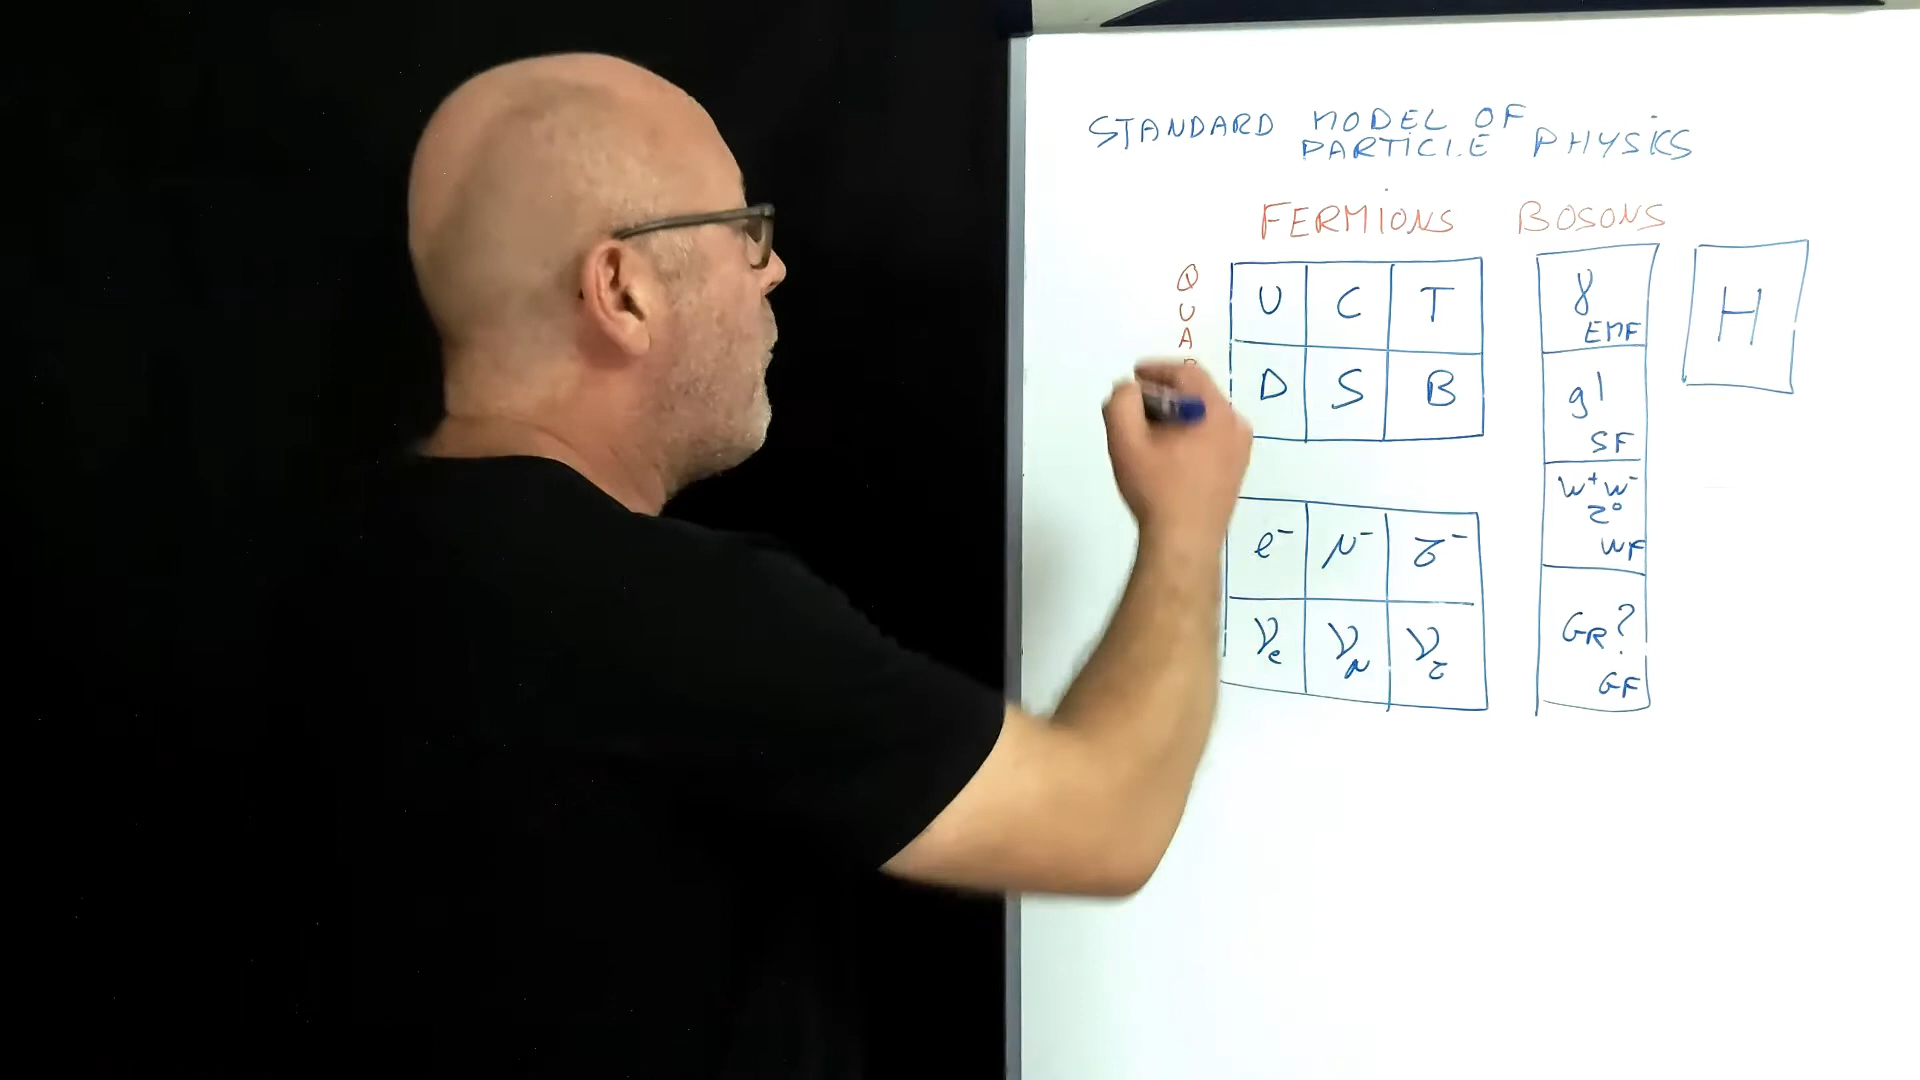 STANDARD MODEL OF
PARTICLE PHYSICS
FERMIONS BOSONS
Q
U
A
U C T
D S B
e⁻ μ⁻ τ⁻
νe νμ ντ
γ
EMF
gl
SF
W⁺ W⁻
Z⁰
WF
GR?
GF
H